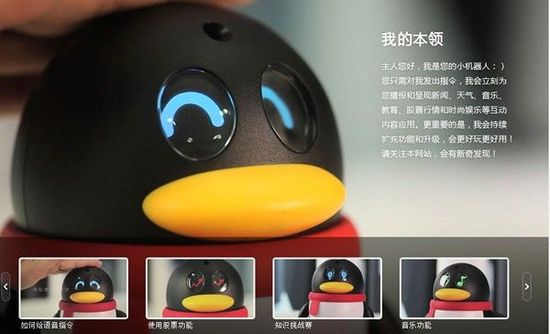 我的本领
主人您好，我是您的小机器人：）
您只需对我发出指令，我会立刻为
您播报和呈现新闻、天气、音乐、
教育、股票行情和时尚娱乐等互动
内容应用。更重要的是，我会持续
扩充功能和升级，会更好玩更好用！
请关注本网站，会有新奇发现！
如何给语音指令
使用股票功能
知识挑战赛
音乐功能